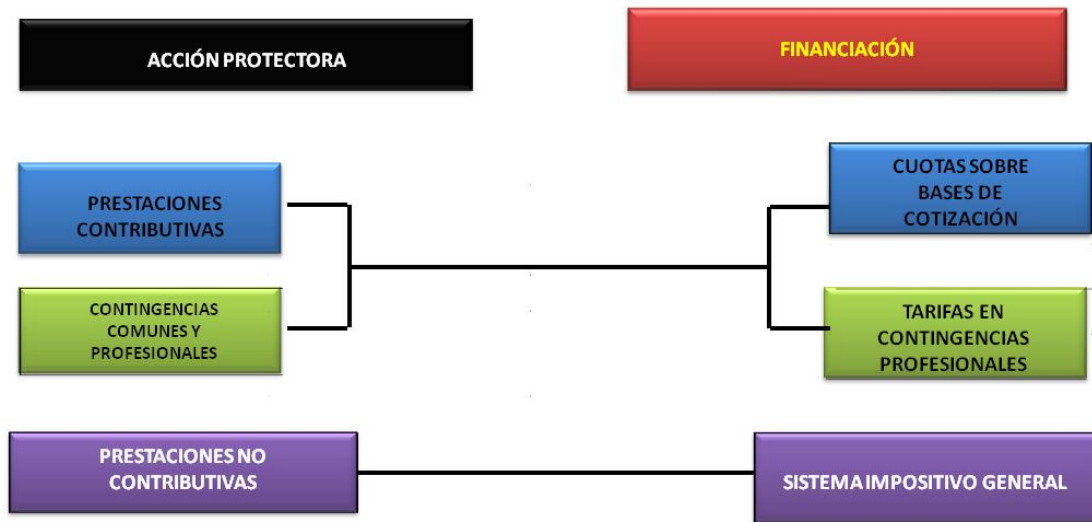 ACCIÓN PROTECTORA
FINANCIACIÓN
PRESTACIONES
CONTRIBUTIVAS
CUOTAS SOBRE
BASES DE
COTIZACIÓN
CONTINGENCIAS
COMUNES Y
PROFESIONALES
TARIFAS EN
CONTINGENCIAS
PROFESIONALES
PRESTACIONES NO
CONTRIBUTIVAS
SISTEMA IMPOSITIVO GENERAL